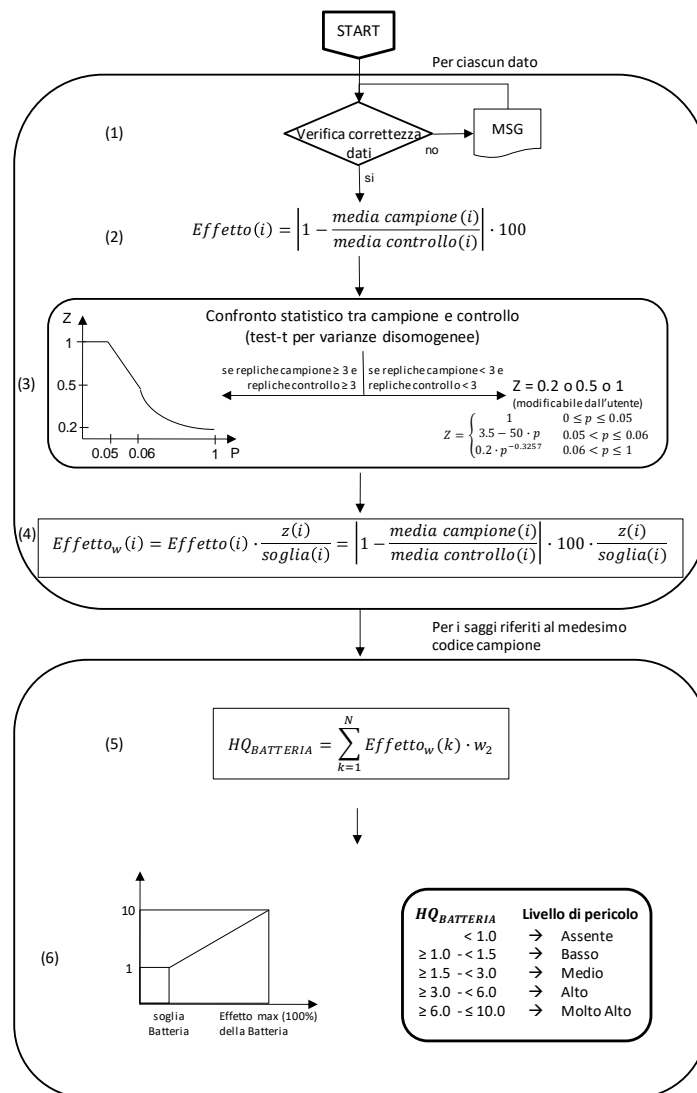 START
Per ciascun dato
(1)
Verifica correttezza
dati
no
MSG
si
(2)
Effetto(i) = |1 − media campione(i) / media controllo(i)| · 100
(3)
Confronto statistico tra campione e controllo
(test-t per varianze disomogenee)
Z
1
0.5
0.2
0.05 0.06 1 P
se repliche campione ≥ 3 e
repliche controllo ≥ 3
se repliche campione < 3 e
repliche controllo < 3
Z = 0.2 o 0.5 o 1
(modificabile dall'utente)
Z = { 1 0 ≤ p ≤ 0.05
3.5 − 50 · p 0.05 < p ≤ 0.06
0.2 · p^−0.3257 0.06 < p ≤ 1
(4)
Effetto_w(i) = Effetto(i) · z(i) / soglia(i) = |1 − media campione(i) / media controllo(i)| · 100 · z(i) / soglia(i)
Per i saggi riferiti al medesimo
codice campione
(5)
HQ_BATTERIA = ∑_{k=1}^{N} Effetto_w(k) · w_2
(6)
10
1
soglia
Batteria
Effetto max (100%)
della Batteria
HQ_BATTERIA Livello di pericolo
< 1.0 → Assente
≥ 1.0 - < 1.5 → Basso
≥ 1.5 - < 3.0 → Medio
≥ 3.0 - < 6.0 → Alto
≥ 6.0 - ≤ 10.0 → Molto Alto